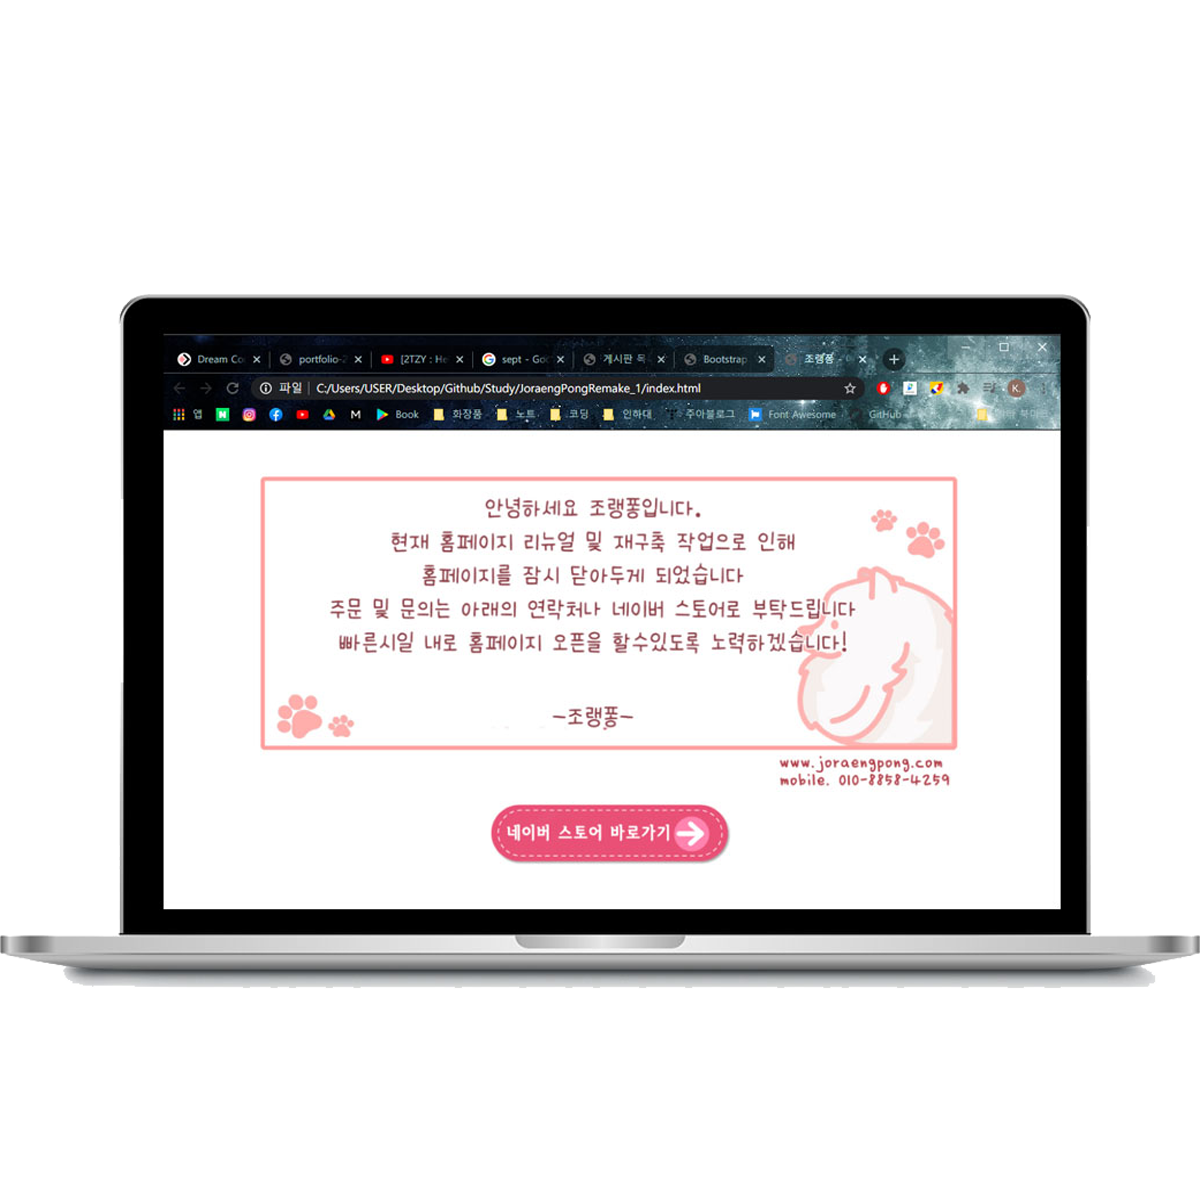 Dream Co
portfolio-2
[2TZY : He
sept - Goo
게시판 목
Bootstrap
조랭퐁 -
파일 C:/Users/USER/Desktop/Github/Study/JoraengPongRemake_1/index.html
K.
앱 Book 화장품 노트 코딩 인하대 주아블로그 Font Awesome GitHub 기타 북마크
안녕하세요 조랭퐁입니다.
현재 홈페이지 리뉴얼 및 재구축 작업으로 인해
홈페이지를 잠시 닫아두게 되었습니다
주문 및 문의는 아래의 연락처나 네이버 스토어로 부탁드립니다
빠른시일 내로 홈페이지 오픈을 할수있도록 노력하겠습니다!
-조랭퐁-
www.joraengpong.com
mobile. 010-8858-4259
네이버 스토어 바로가기